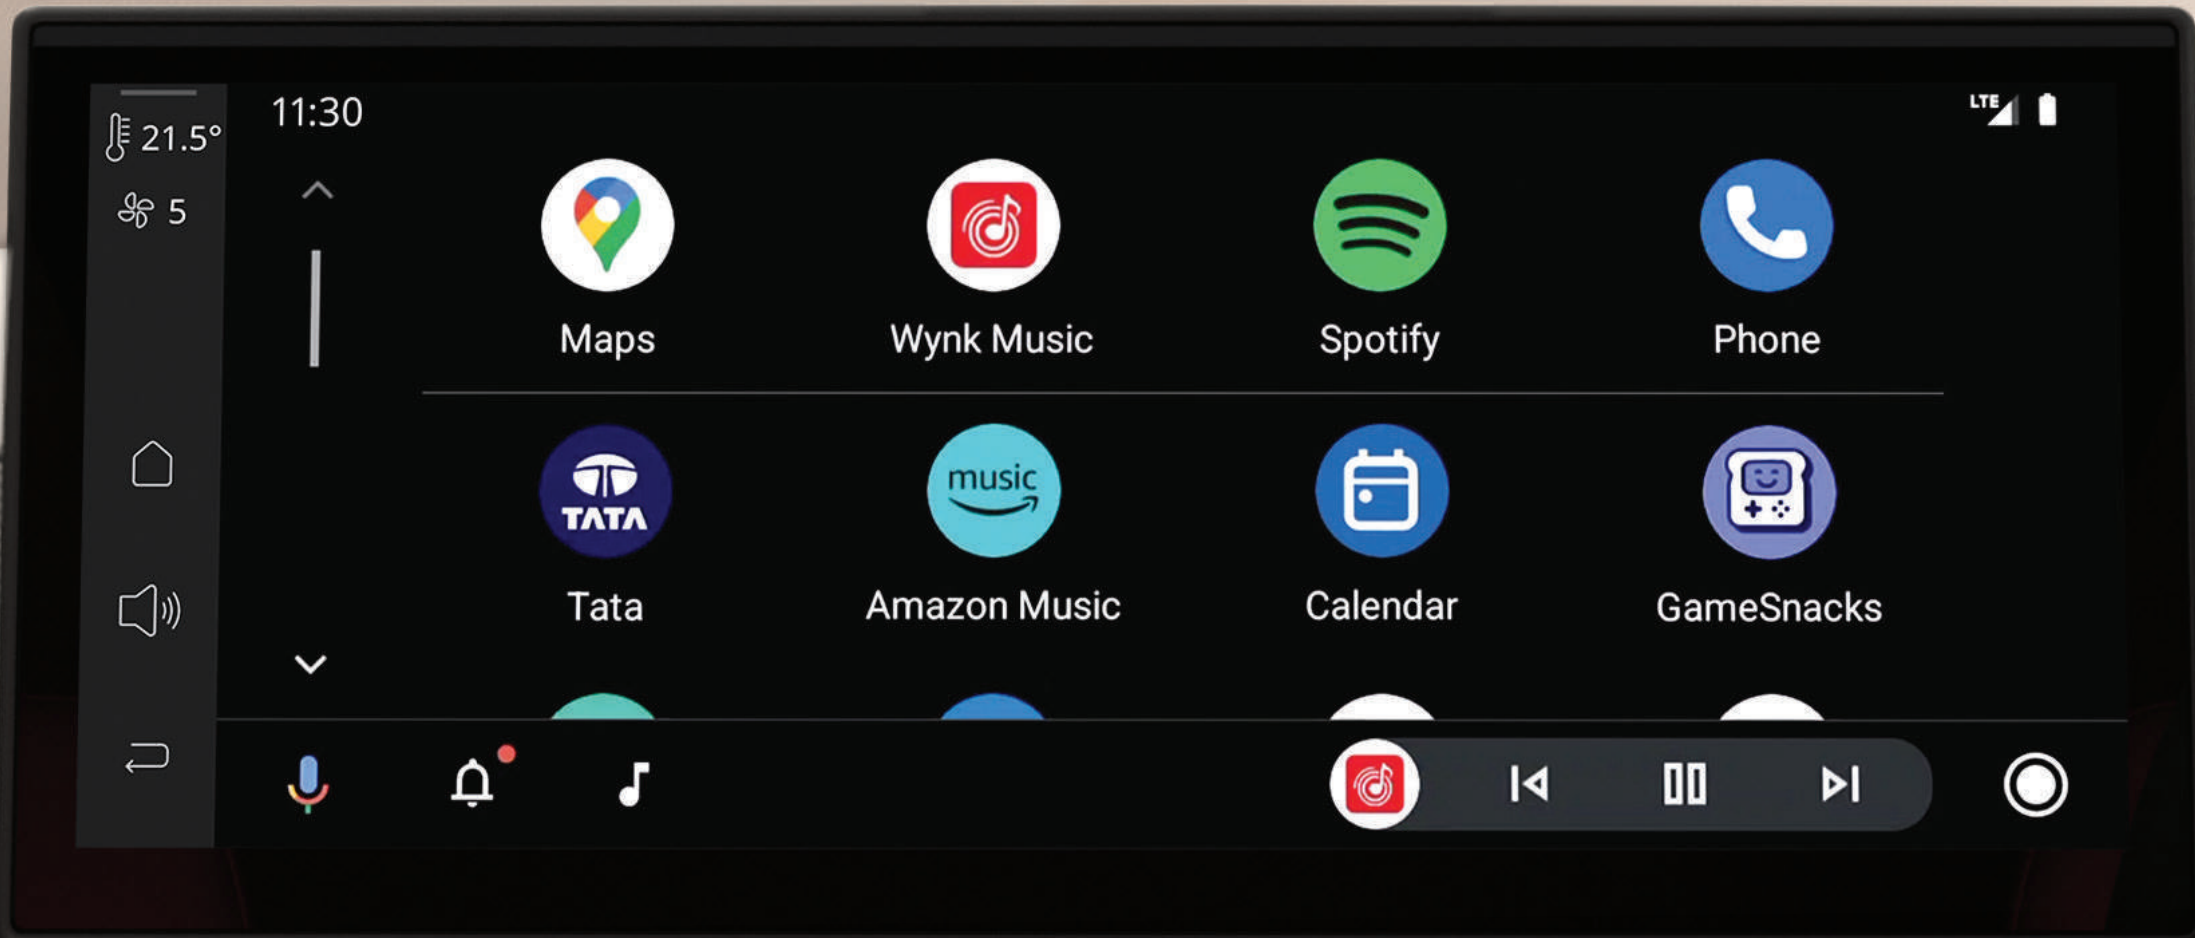 21.5°
5
11:30
LTE
Maps
Wynk Music
Spotify
Phone
TATA
music
Tata
Amazon Music
Calendar
GameSnacks